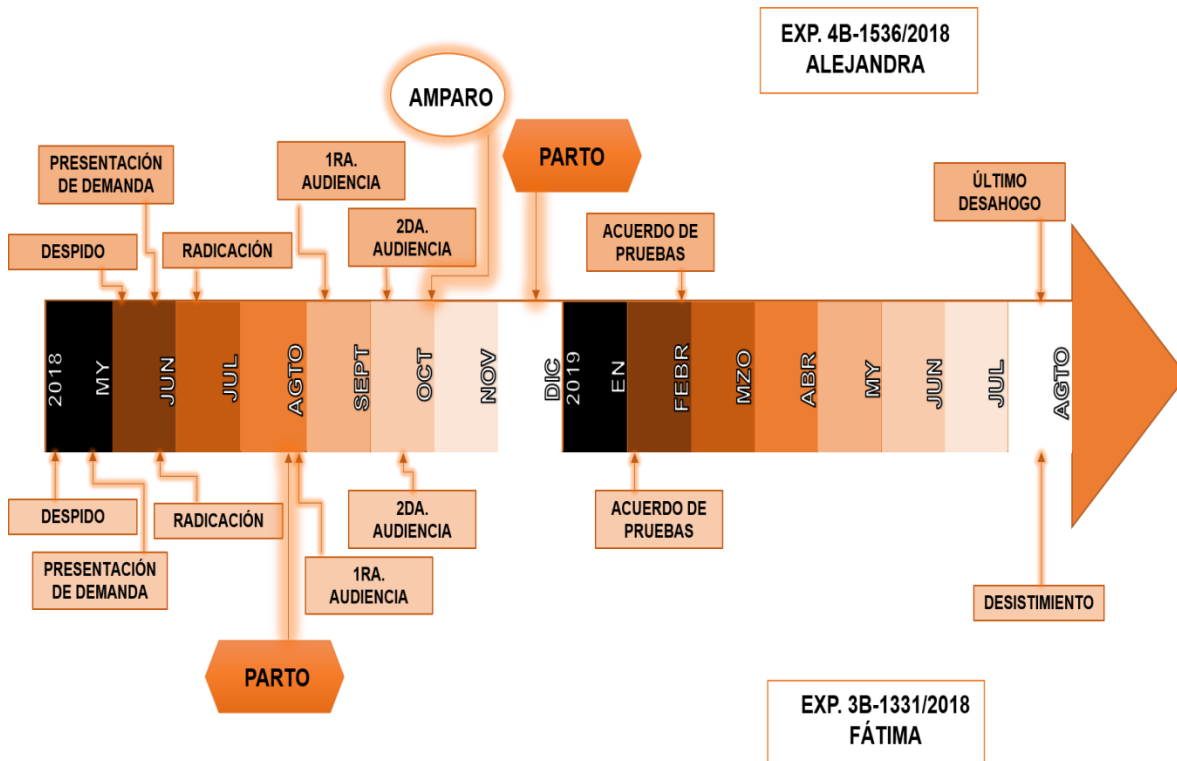 EXP. 4B-1536/2018
ALEJANDRA
AMPARO
PARTO
PRESENTACIÓN
DE DEMANDA
1RA.
AUDIENCIA
ÚLTIMO
DESAHOGO
DESPIDO
RADICACIÓN
2DA.
AUDIENCIA
ACUERDO DE
PRUEBAS
2018
MY
JUN
JUL
AGTO
SEPT
OCT
NOV
DIC
2019
EN
FEBR
MZO
ABR
MY
JUN
JUL
AGTO
DESPIDO
RADICACIÓN
2DA.
AUDIENCIA
ACUERDO DE
PRUEBAS
PRESENTACIÓN
DE DEMANDA
1RA.
AUDIENCIA
DESISTIMIENTO
PARTO
EXP. 3B-1331/2018
FÁTIMA